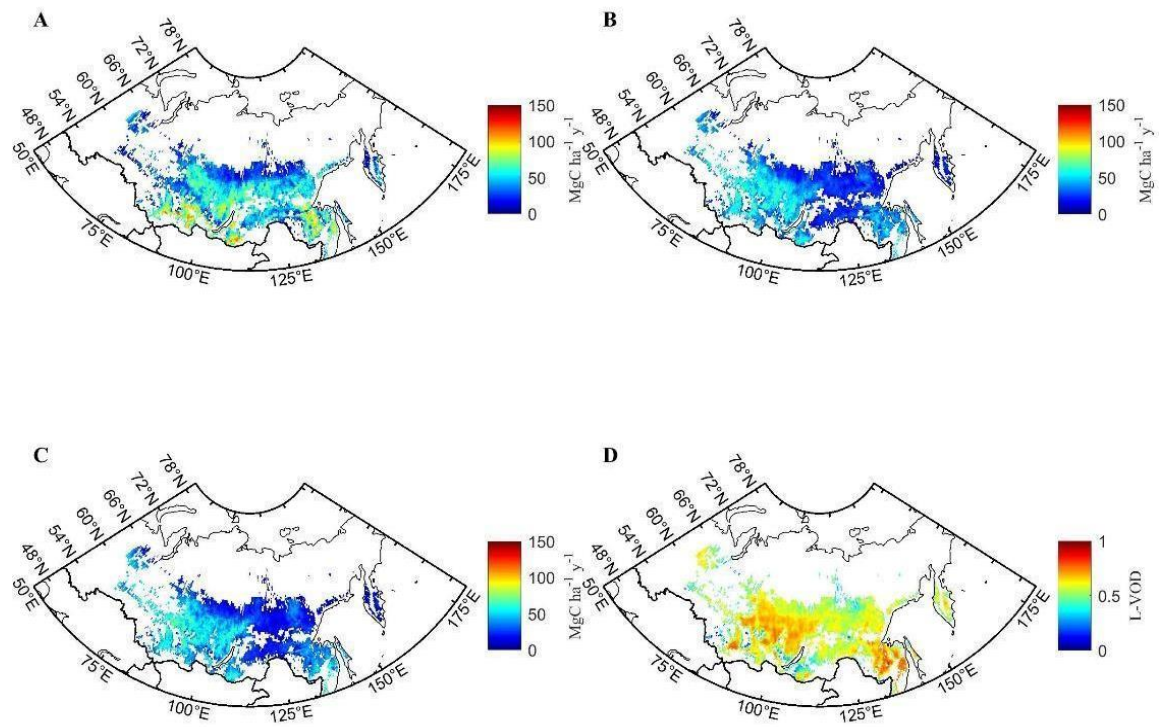 A
78°N
72°N
66°N
60°N
54°N
48°N
50°E
75°E
100°E
125°E
150°E
175°E
150
100
50
0
MgC ha⁻¹ y⁻¹
B
78°N
72°N
66°N
60°N
54°N
48°N
50°E
75°E
100°E
125°E
150°E
175°E
150
100
50
0
MgC ha⁻¹ y⁻¹
C
78°N
72°N
66°N
60°N
54°N
48°N
50°E
75°E
100°E
125°E
150°E
175°E
150
100
50
0
MgC ha⁻¹ y⁻¹
D
78°N
72°N
66°N
60°N
54°N
48°N
50°E
75°E
100°E
125°E
150°E
175°E
1
0.5
0
L-VOD